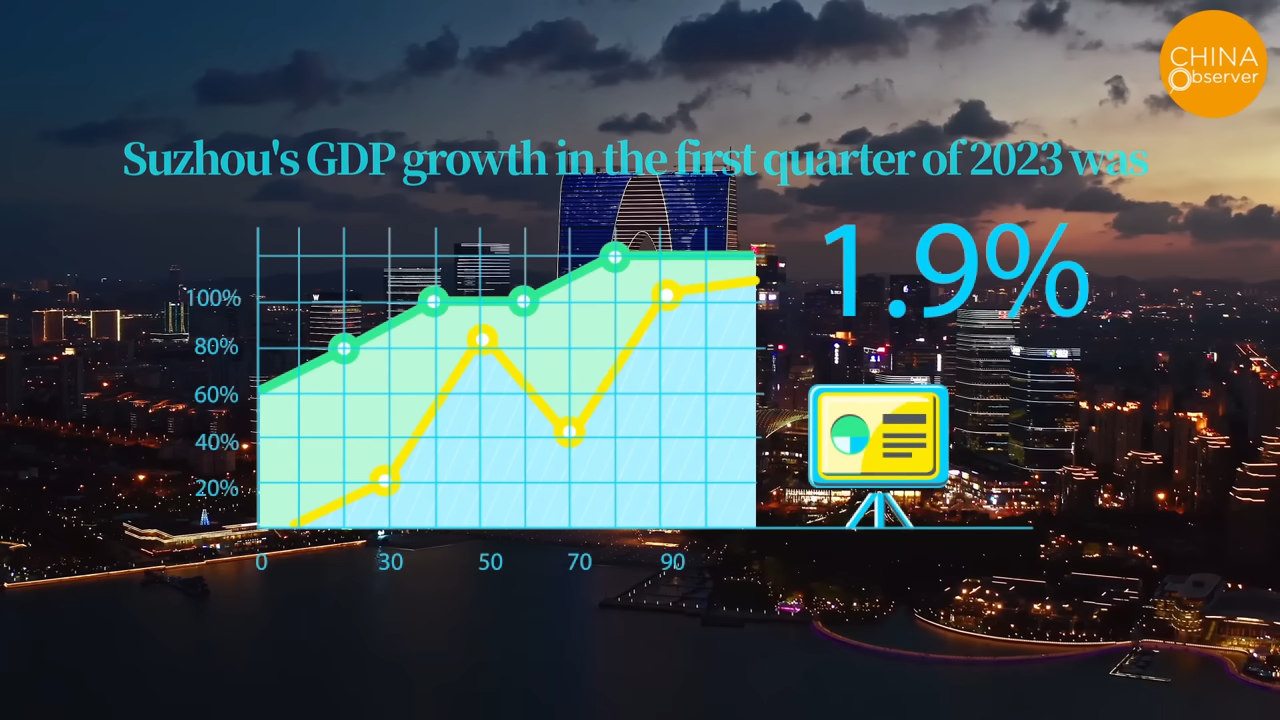 CHINA
Observer
Suzhou's GDP growth in the first quarter of 2023 was
1.9%
100%
80%
60%
40%
20%
0 30 50 70 90